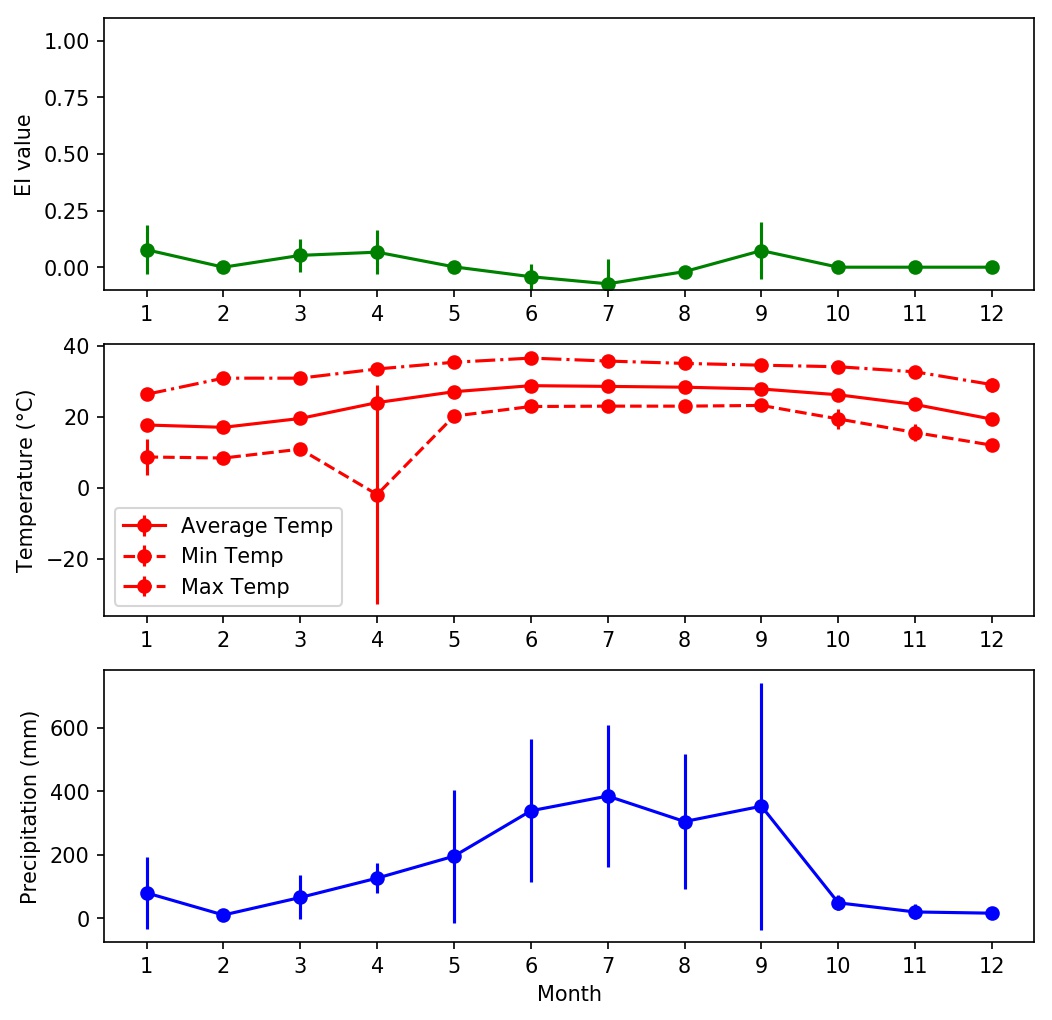 EI value
1.00
0.75
0.50
0.25
0.00
1 2 3 4 5 6 7 8 9 10 11 12
Temperature (°C)
40
20
0
−20
Average Temp
Min Temp
Max Temp
1 2 3 4 5 6 7 8 9 10 11 12
Precipitation (mm)
600
400
200
0
1 2 3 4 5 6 7 8 9 10 11 12
Month